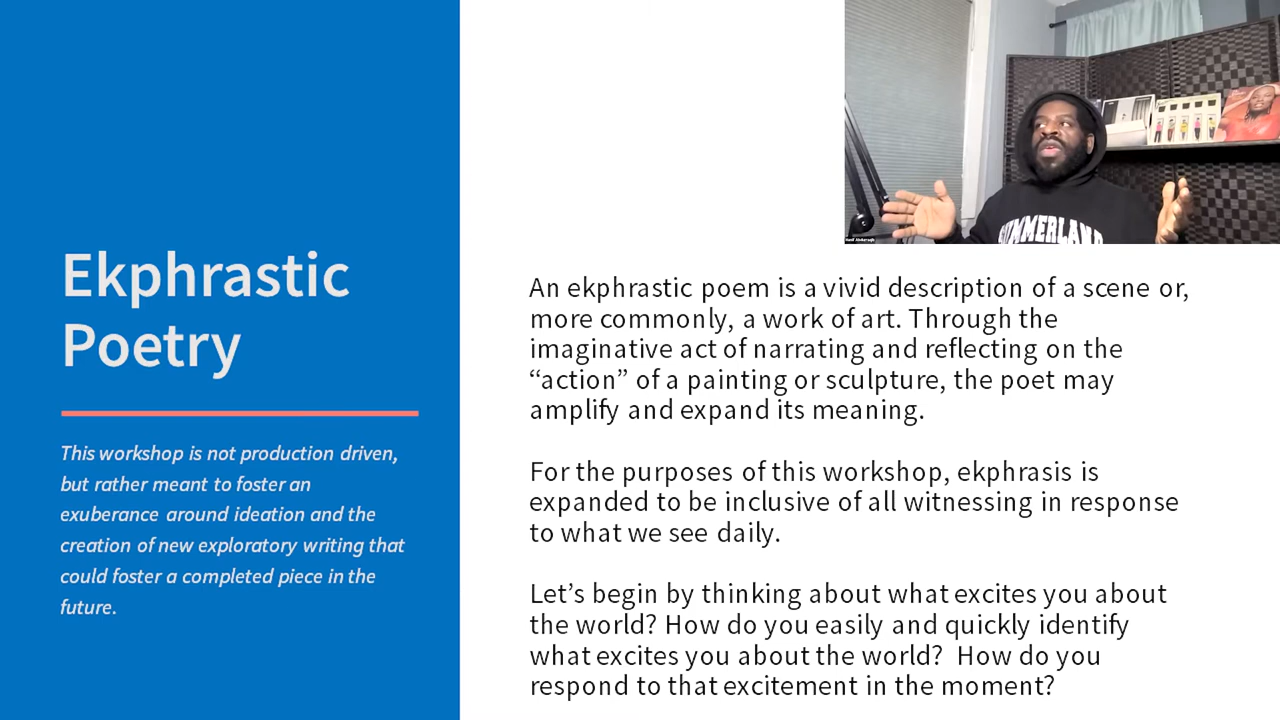 Ekphrastic
Poetry
This workshop is not production driven,
but rather meant to foster an
exuberance around ideation and the
creation of new exploratory writing that
could foster a completed piece in the
future.
SUMMERLAND
An ekphrastic poem is a vivid description of a scene or,
more commonly, a work of art. Through the
imaginative act of narrating and reflecting on the
“action” of a painting or sculpture, the poet may
amplify and expand its meaning.
For the purposes of this workshop, ekphrasis is
expanded to be inclusive of all witnessing in response
to what we see daily.
Let’s begin by thinking about what excites you about
the world? How do you easily and quickly identify
what excites you about the world? How do you
respond to that excitement in the moment?